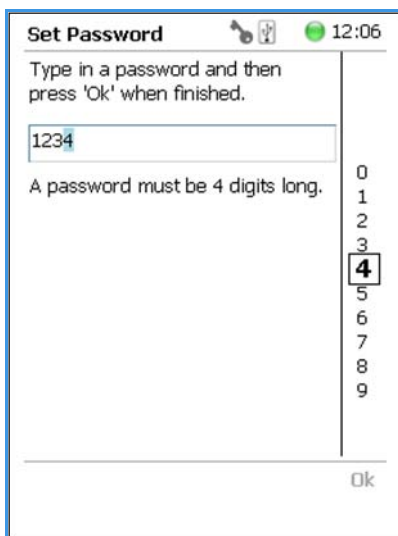 Set Password 12:06
Type in a password and then
press 'Ok' when finished.
1234
A password must be 4 digits long.
0
1
2
3
4
5
6
7
8
9
Ok